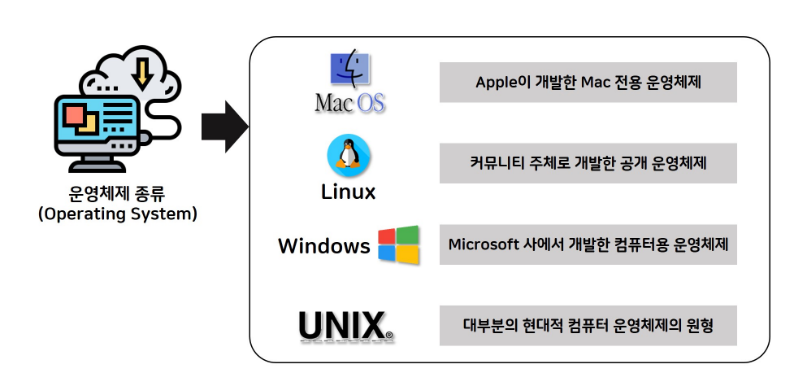 운영체제 종류
(Operating System)
Mac OS
Apple이 개발한 Mac 전용 운영체제
Linux
커뮤니티 주체로 개발한 공개 운영체제
Windows
Microsoft 사에서 개발한 컴퓨터용 운영체제
UNIX®
대부분의 현대적 컴퓨터 운영체제의 원형